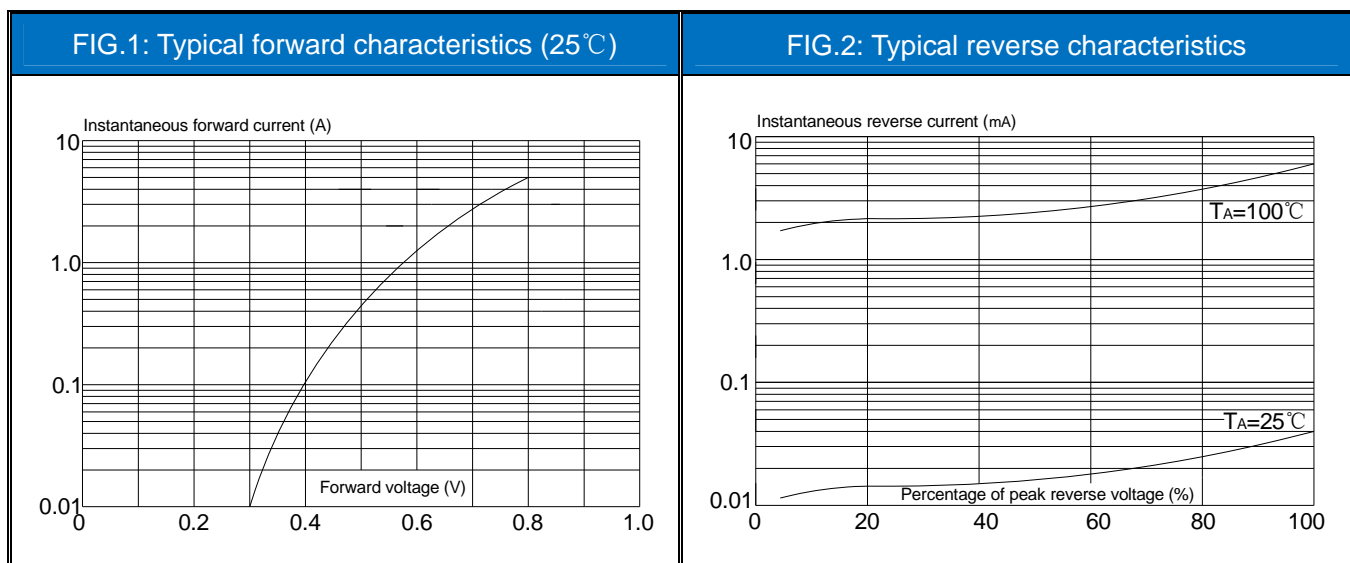 FIG.1: Typical forward characteristics (25℃)
Instantaneous forward current (A)
10
1.0
0.1
0.01
Forward voltage (V)
0 0.2 0.4 0.6 0.8 1.0
FIG.2: Typical reverse characteristics
Instantaneous reverse current (mA)
10
TA=100℃
1.0
0.1
TA=25℃
0.01
Percentage of peak reverse voltage (%)
0 20 40 60 80 100